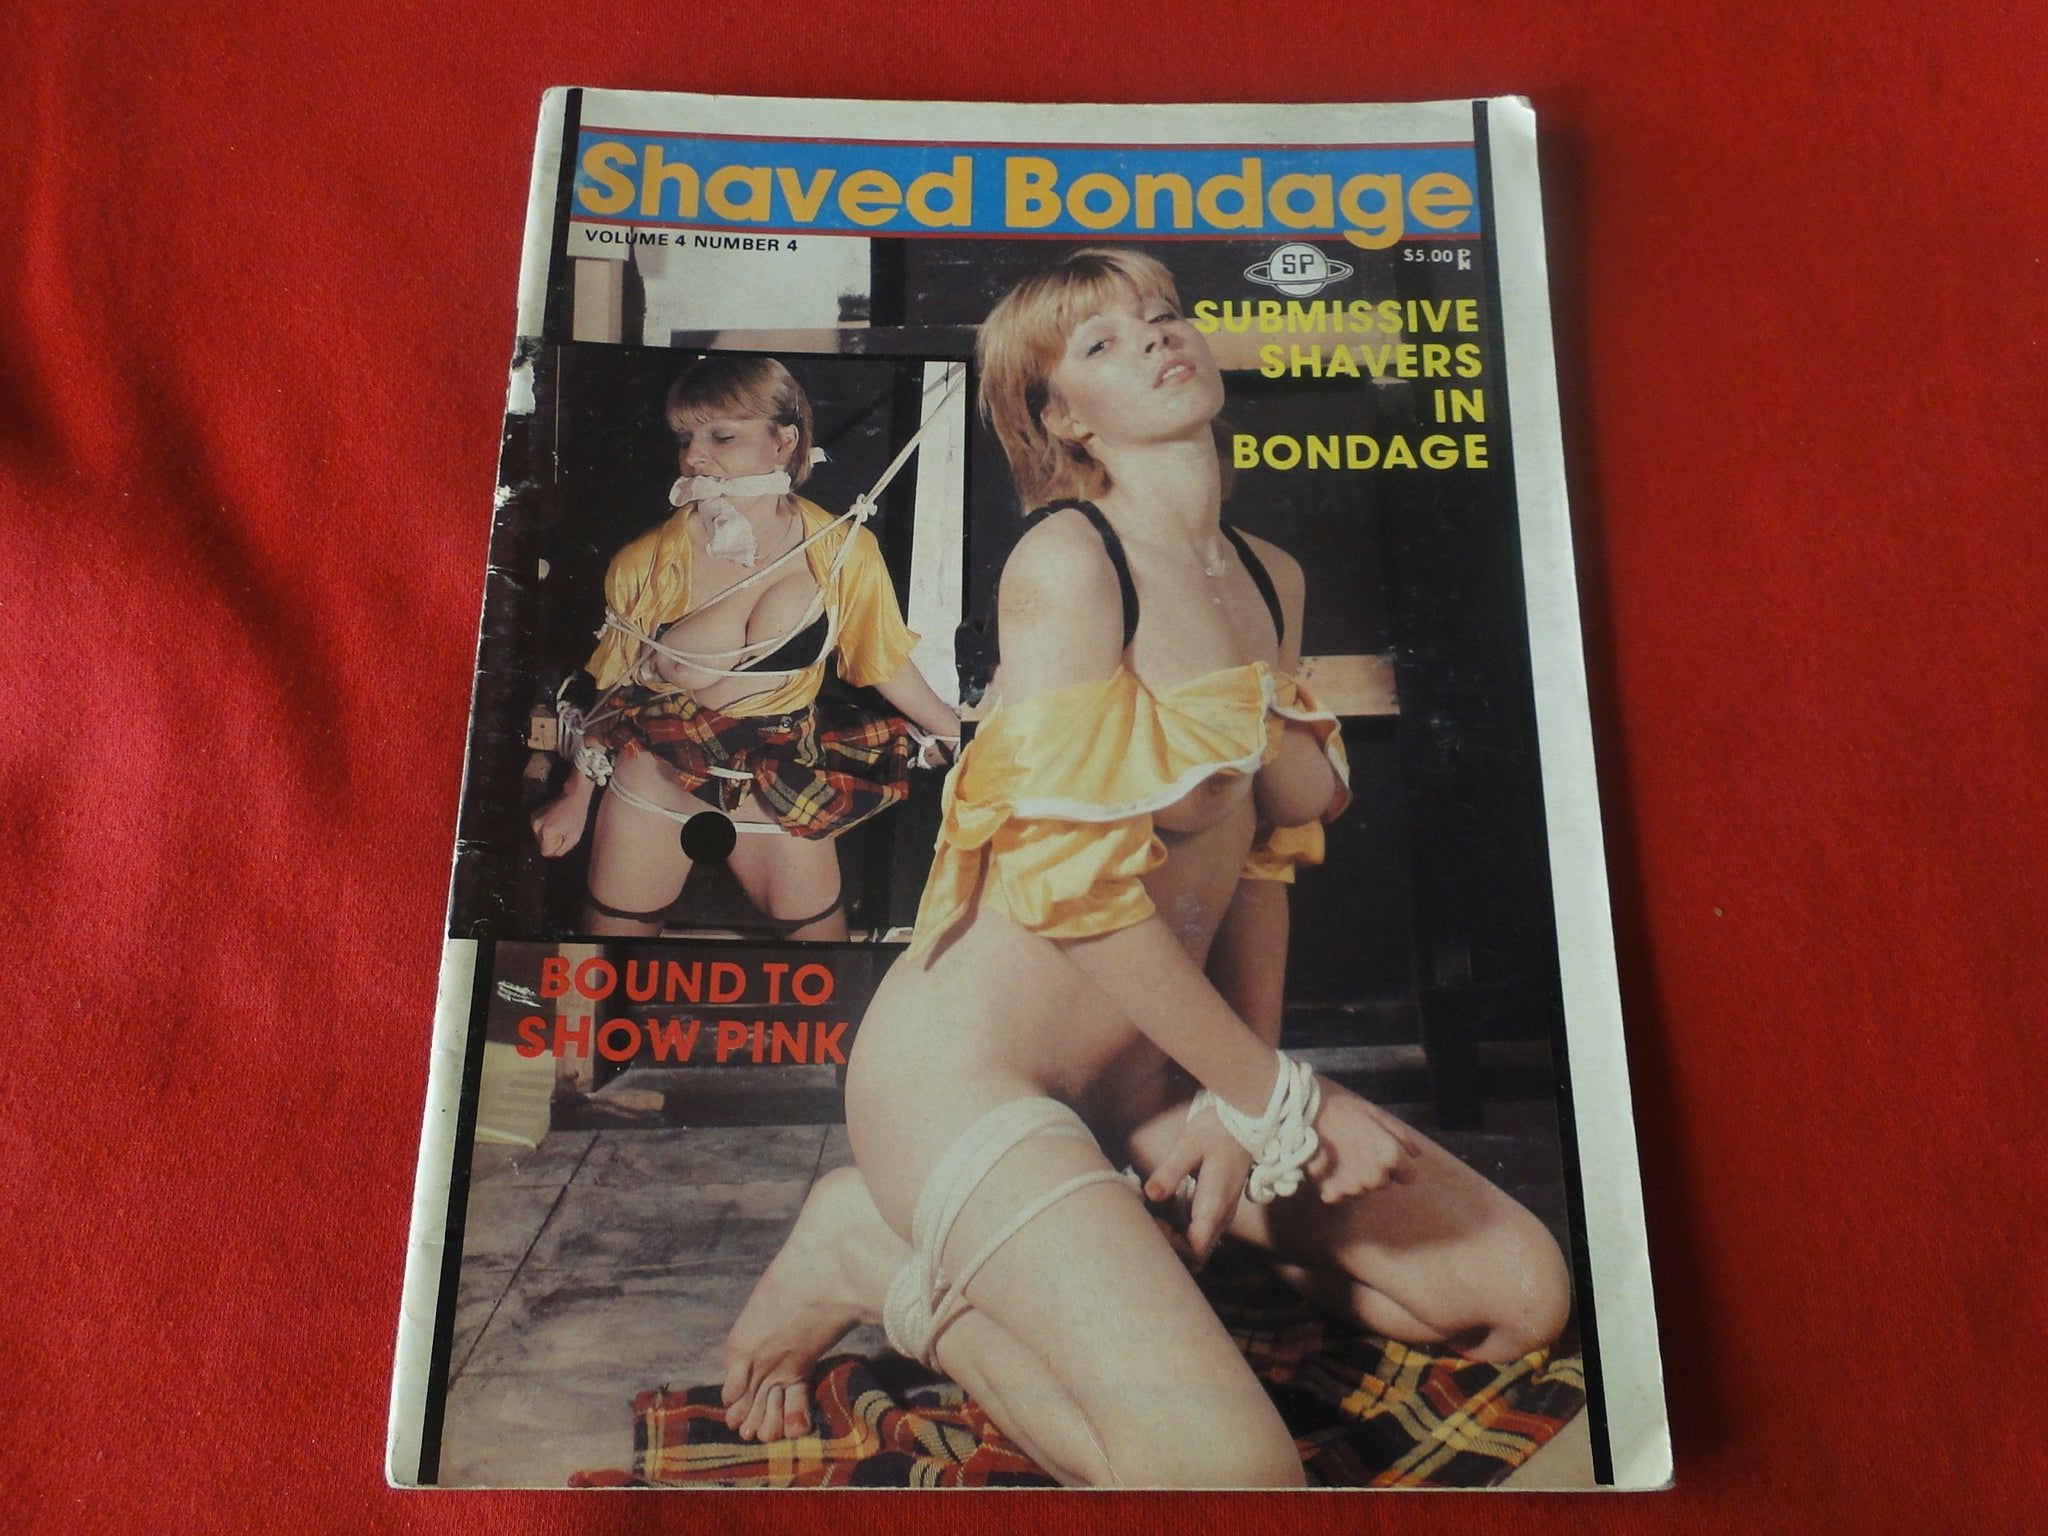 Shaved Bondage
VOLUME 4 NUMBER 4
SP
$5.00
SUBMISSIVE
SHAVERS
IN
BONDAGE
BOUND TO
SHOW PINK